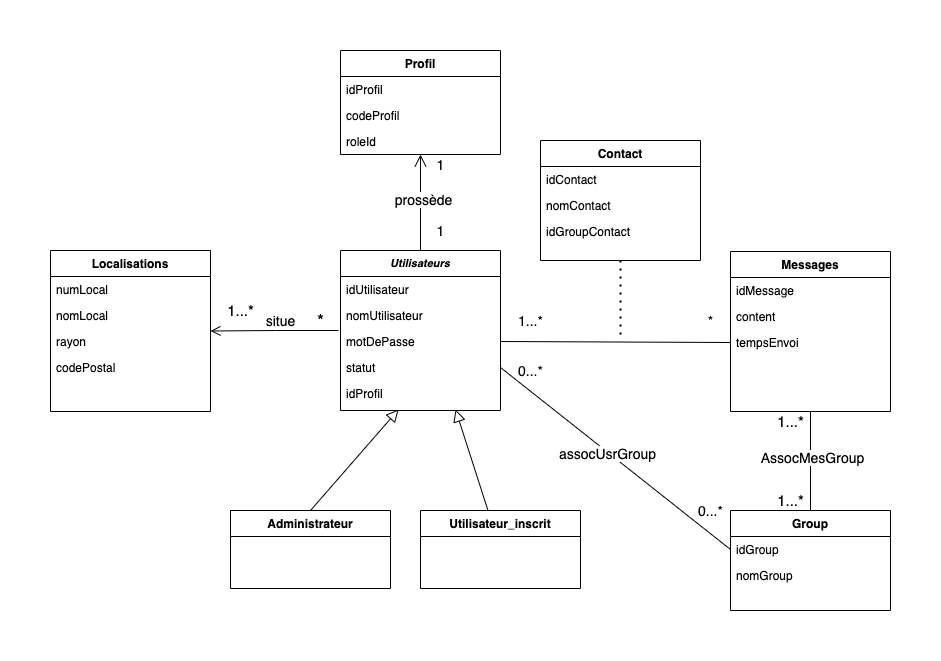 Profil
idProfil
codeProfil
roleId
1
prossède
1
Contact
idContact
nomContact
idGroupContact
Localisations
numLocal
nomLocal
rayon
codePostal
1...*
situe
*
Utilisateurs
idUtilisateur
nomUtilisateur
motDePasse
statut
idProfil
1...*
*
Messages
idMessage
content
tempsEnvoi
0...*
assocUsrGroup
0...*
1...*
AssocMesGroup
1...*
Administrateur
Utilisateur_inscrit
Group
idGroup
nomGroup